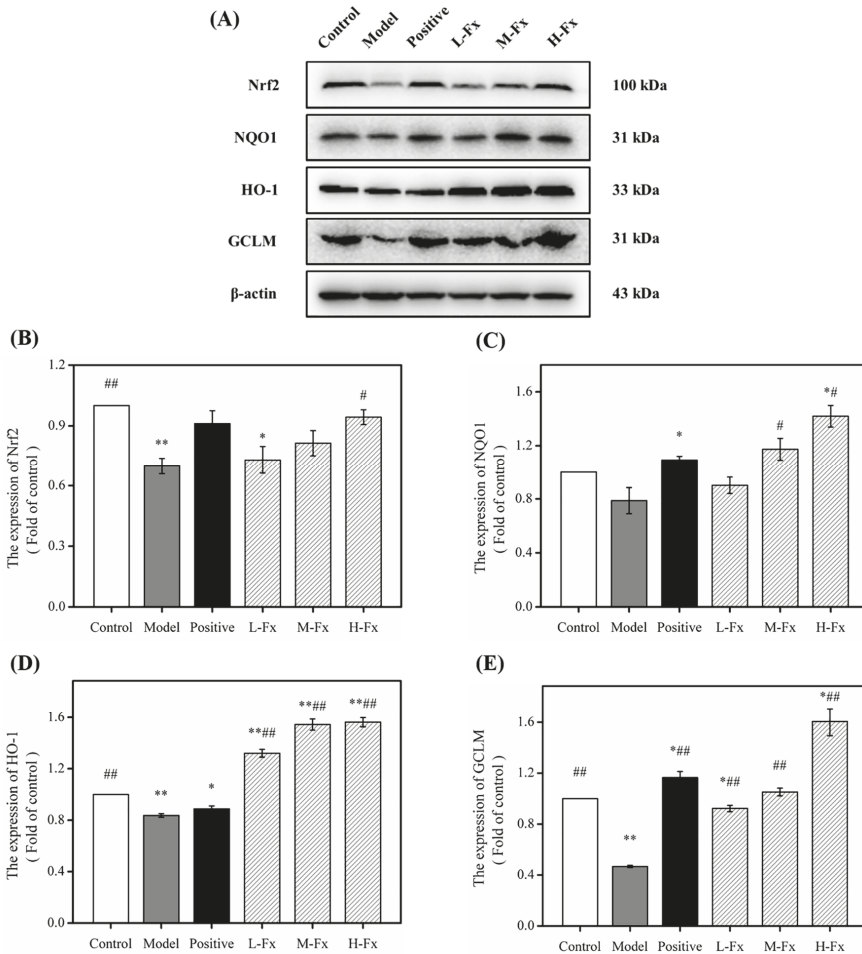 (A)
Control Model Positive L-Fx M-Fx H-Fx
Nrf2 100 kDa
NQO1 31 kDa
HO-1 33 kDa
GCLM 31 kDa
β-actin 43 kDa
(B)
The expression of Nrf2
( Fold of control )
1.2
0.9
0.6
0.3
0.0
## ** * #
Control Model Positive L-Fx M-Fx H-Fx
(C)
The expression of NQO1
( Fold of control )
1.6
1.2
0.8
0.4
0.0
* # *#
Control Model Positive L-Fx M-Fx H-Fx
(D)
The expression of HO-1
( Fold of control )
1.6
1.2
0.8
0.4
0.0
## ** * **## **## **##
Control Model Positive L-Fx M-Fx H-Fx
(E)
The expression of GCLM
( Fold of control )
1.6
1.2
0.8
0.4
0.0
## ** *## *## ## *##
Control Model Positive L-Fx M-Fx H-Fx